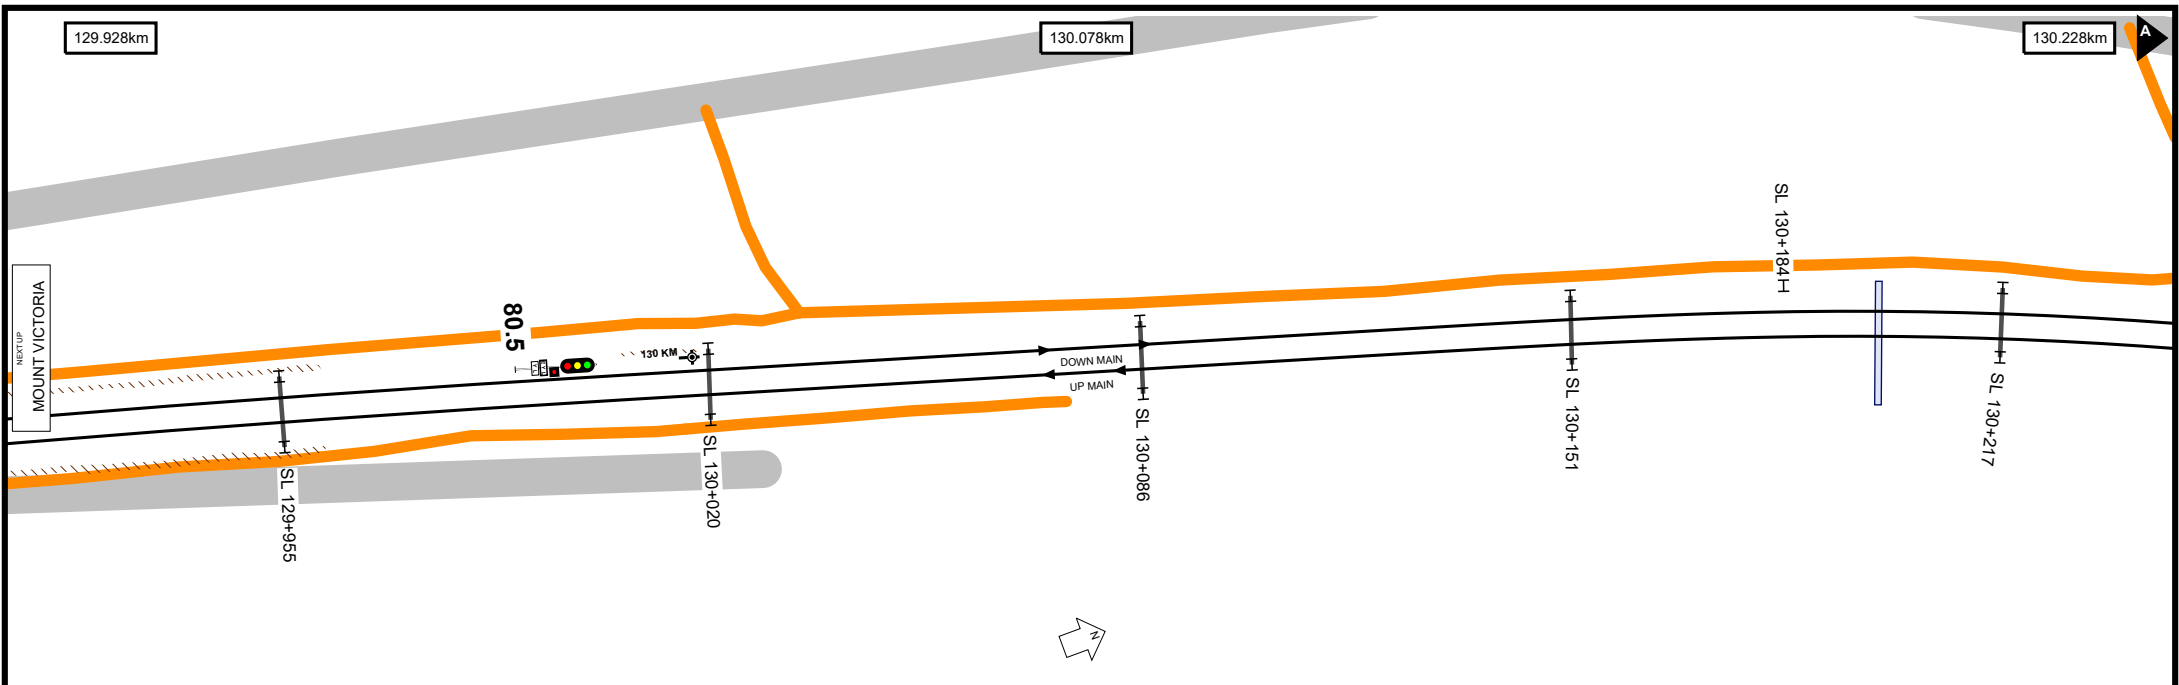 129.928km
130.078km
130.228km
A
SL 130+184
NEXT UP
MOUNT VICTORIA
80.5
130 KM
DOWN MAIN
UP MAIN
SL 129+955
SL 130+020
SL 130+086
SL 130+151
SL 130+217
N